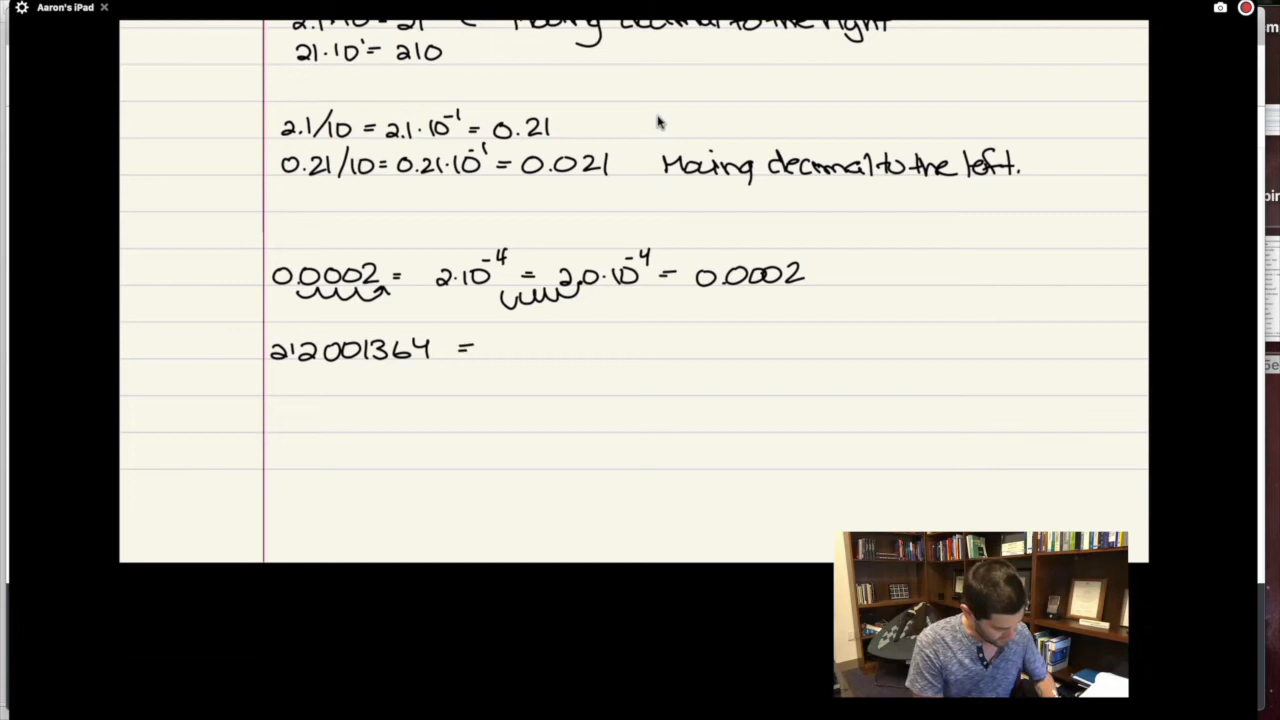 Aaron's iPad
21·10¹= 210
2.1/10 = 2.1·10⁻¹ = 0.21
0.21/10 = 0.21·10⁻¹ = 0.021 Moving decimal to the left.
0.0002 = 2·10⁻⁴ = 2.0·10⁻⁴ = 0.0002
212001364 =